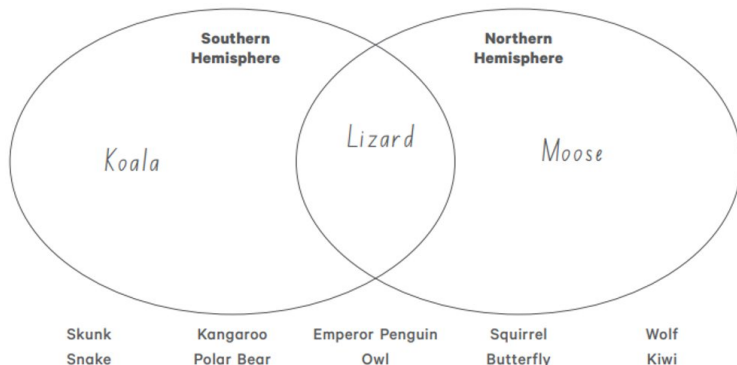 Southern Northern
Hemisphere Hemisphere
Koala Lizard Moose
Skunk Kangaroo Emperor Penguin Squirrel Wolf
Snake Polar Bear Owl Butterfly Kiwi